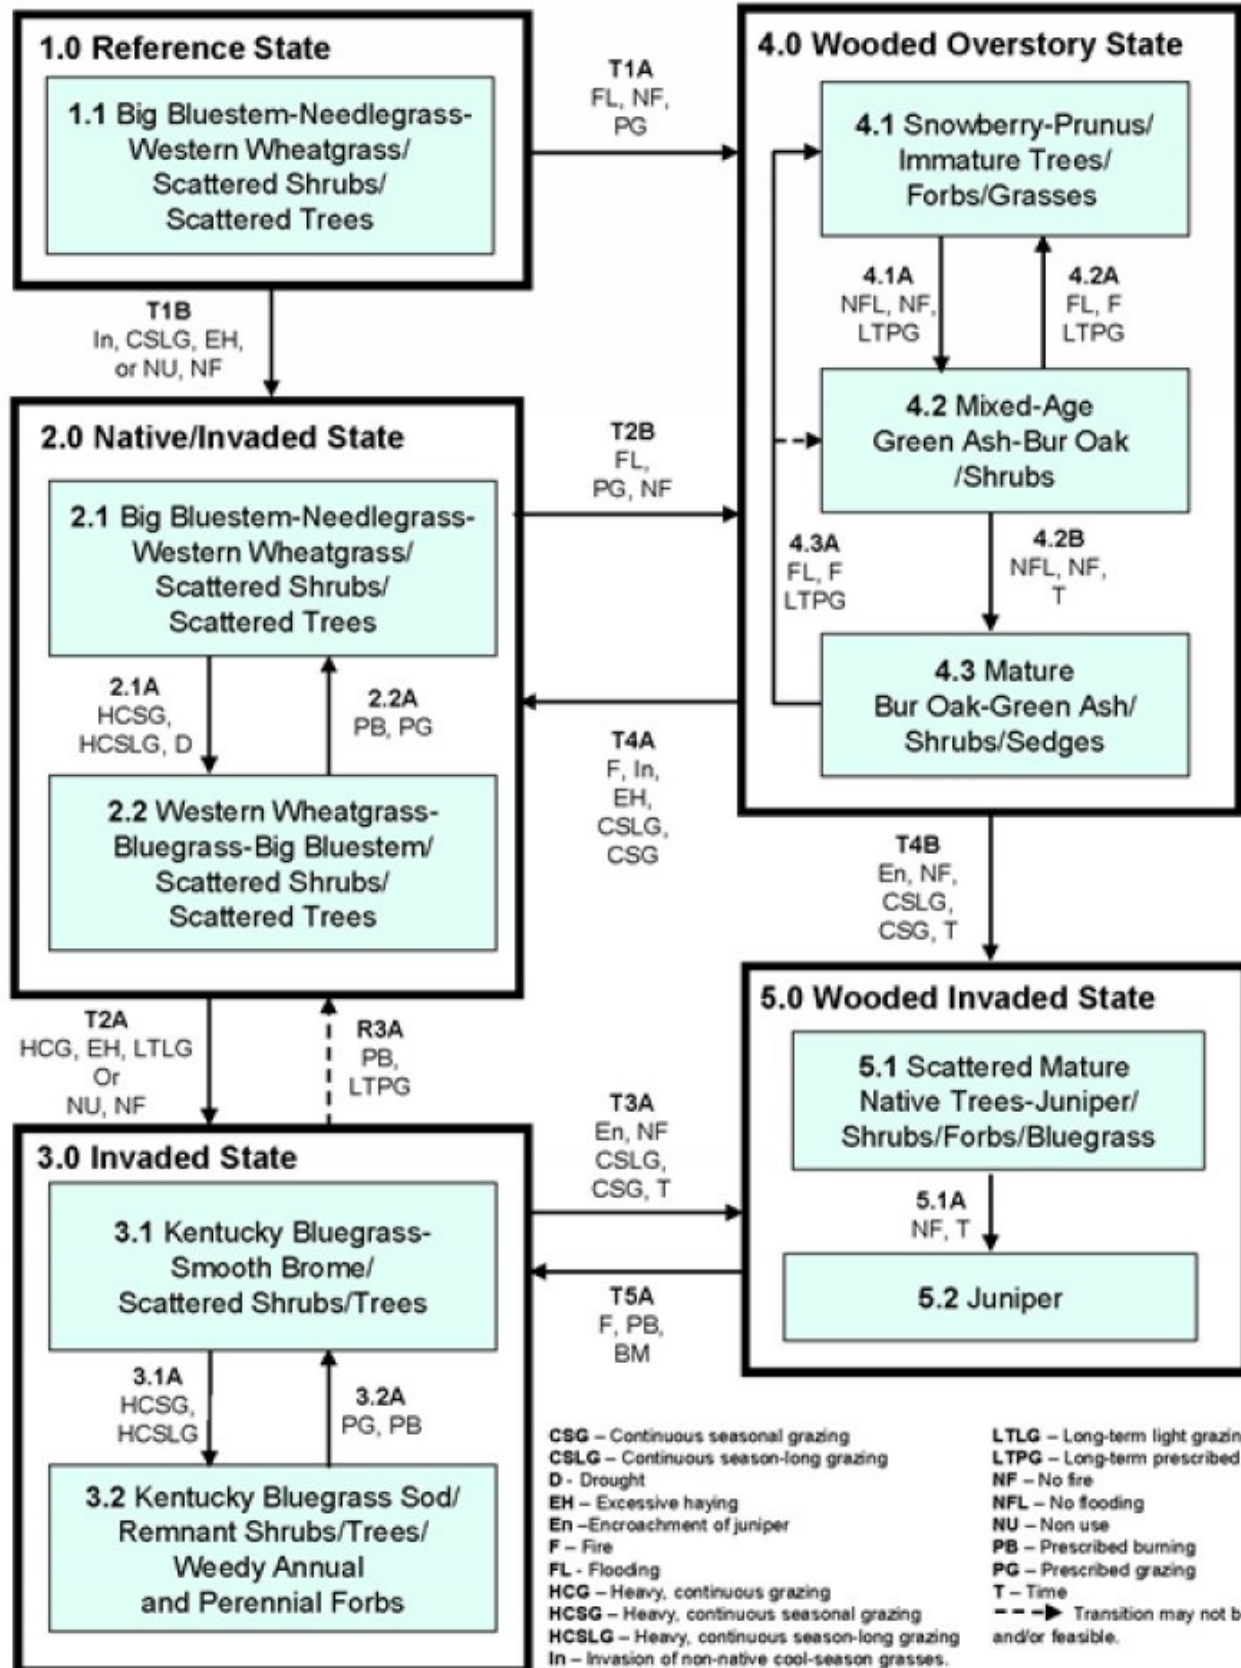 1.0 Reference State
1.1 Big Bluestem-Needlegrass-
Western Wheatgrass/
Scattered Shrubs/
Scattered Trees
T1A
FL, NF,
PG
T1B
In, CSLG, EH,
or NU, NF
2.0 Native/Invaded State
2.1 Big Bluestem-Needlegrass-
Western Wheatgrass/
Scattered Shrubs/
Scattered Trees
2.1A
HCSG,
HCSLG, D
2.2A
PB, PG
2.2 Western Wheatgrass-
Bluegrass-Big Bluestem/
Scattered Shrubs/
Scattered Trees
T2B
FL,
PG, NF
T4A
F, In,
EH,
CSLG,
CSG
T2A
HCG, EH, LTLG
Or
NU, NF
R3A
PB,
LTPG
3.0 Invaded State
3.1 Kentucky Bluegrass-
Smooth Brome/
Scattered Shrubs/Trees
3.1A
HCSG,
HCSLG
3.2A
PG, PB
3.2 Kentucky Bluegrass Sod/
Remnant Shrubs/Trees/
Weedy Annual
and Perennial Forbs
T3A
En, NF
CSLG,
CSG, T
T5A
F, PB,
BM
4.0 Wooded Overstory State
4.1 Snowberry-Prunus/
Immature Trees/
Forbs/Grasses
4.1A
NFL, NF,
LTPG
4.2A
FL, F
LTPG
4.2 Mixed-Age
Green Ash-Bur Oak
/Shrubs
4.3A
FL, F
LTPG
4.2B
NFL, NF,
T
4.3 Mature
Bur Oak-Green Ash/
Shrubs/Sedges
T4B
En, NF,
CSLG,
CSG, T
5.0 Wooded Invaded State
5.1 Scattered Mature
Native Trees-Juniper/
Shrubs/Forbs/Bluegrass
5.1A
NF, T
5.2 Juniper
CSG – Continuous seasonal grazing
CSLG – Continuous season-long grazing
D - Drought
EH – Excessive haying
En –Encroachment of juniper
F – Fire
FL - Flooding
HCG – Heavy, continuous grazing
HCSG – Heavy, continuous seasonal grazing
HCSLG – Heavy, continuous season-long grazing
In – Invasion of non-native cool-season grasses.
LTLG – Long-term light
LTPG – Long-term prescribed
NF – No fire
NFL – No flooding
NU – Non use
PB – Prescribed burning
PG – Prescribed grazing
T – Time
Transition may not
and/or feasible.